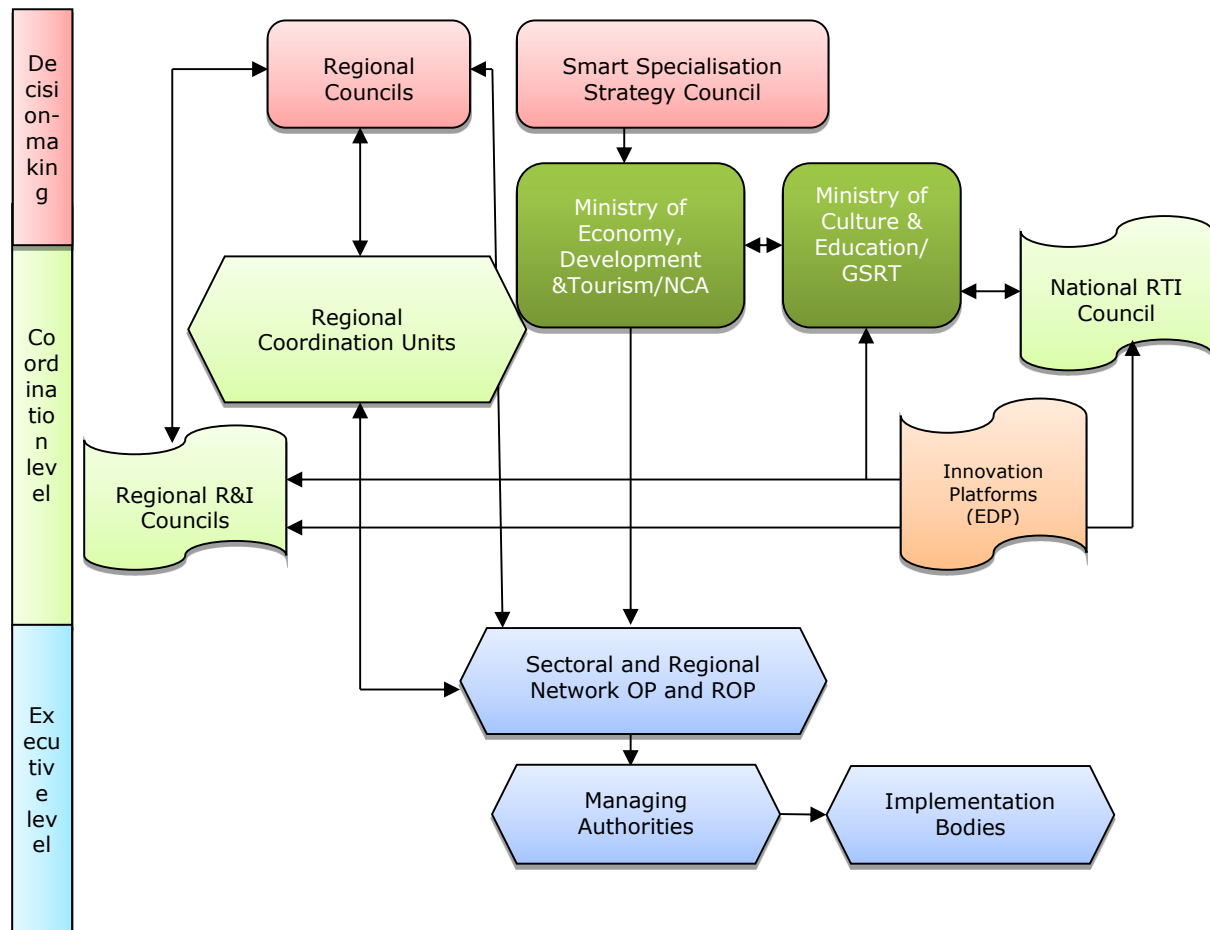 De
cisi
on-
ma
kin
g
Regional
Councils
Smart Specialisation
Strategy Council
Ministry of
Economy,
Development
&Tourism/NCA
Ministry of
Culture &
Education/
GSRT
National RTI
Council
Co
ord
ina
tio
n
lev
el
Regional
Coordination Units
Regional R&I
Councils
Innovation
Platforms
(EDP)
Ex
ecu
tiv
e
lev
el
Sectoral and Regional
Network OP and ROP
Managing
Authorities
Implementation
Bodies